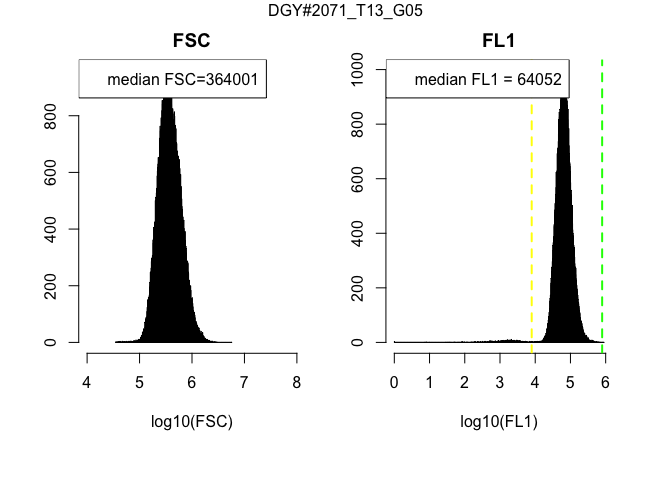 DGY#2071_T13_G05
FSC
median FSC=364001
0 200 400 600 800
4 5 6 7 8
log10(FSC)
FL1
median FL1 = 64052
0 200 400 600 800 1000
0 1 2 3 4 5 6
log10(FL1)